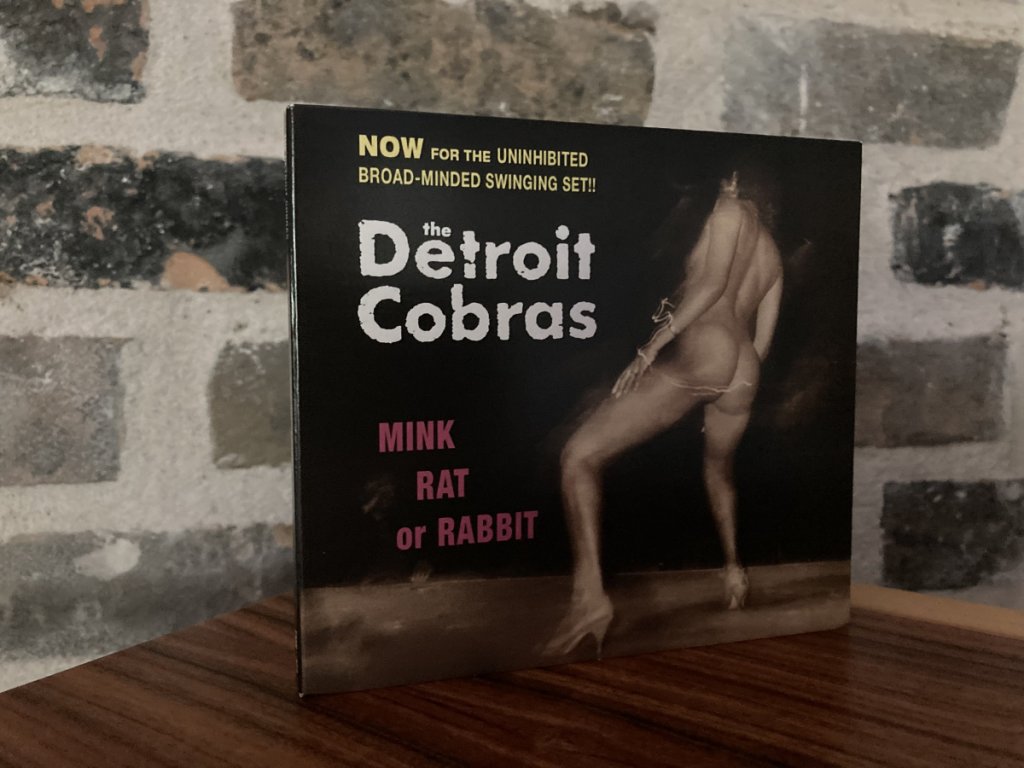 NOW FOR THE UNINHIBITED
BROAD-MINDED SWINGING SET!!
the
Detroit
Cobras
MINK
RAT
or RABBIT